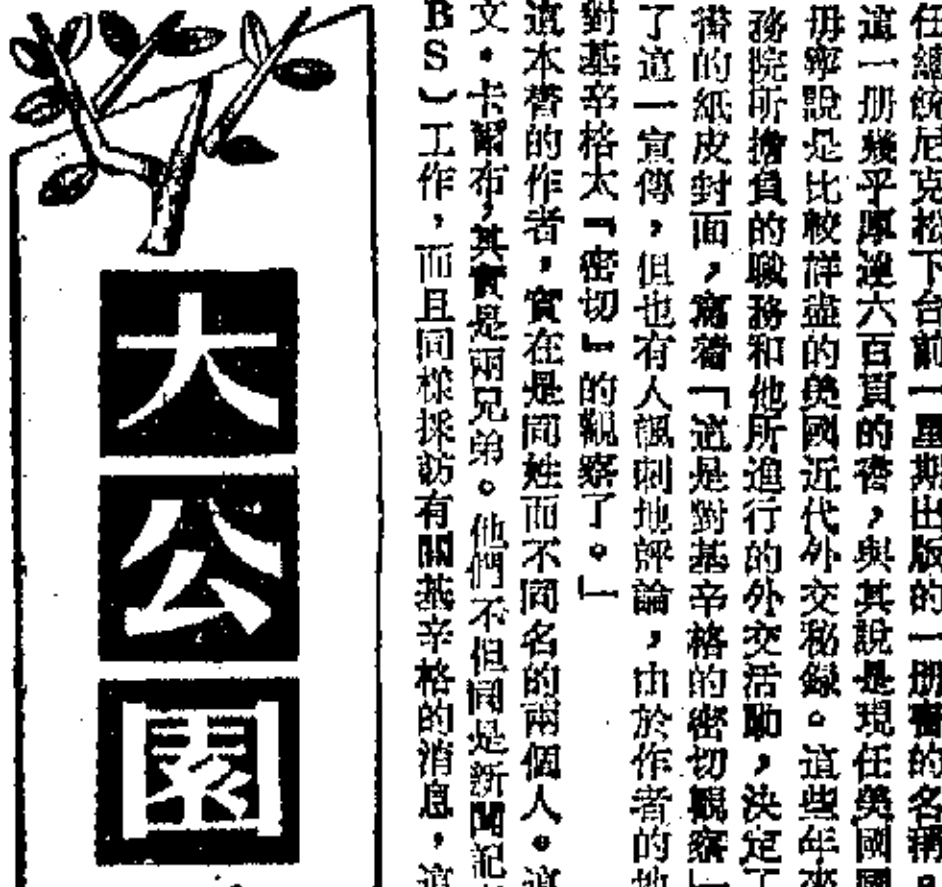 任總統尼克松下台前一星期出版的一册書的名稱。
這一册幾乎厚達六百頁的書，與其說是現任美國國
册寧說是比較詳盡的美國近代外交秘錄。這些年來
務院所擔負的職務和他所進行的外交活動，決定了
褂的紙皮封面，寫着「這是對基辛格的密切觀察」
了這一宣傳，但也有人諷刺地評論，由於作者的地
對基辛格太『密切』的觀察了。」
這本書的作者，實在是同姓而不同名的兩個人。這
文・卡爾布，其實是兩兄弟。他們不但同是新聞記
BS）工作，而且同樣採訪有關基辛格的消息，這
大公園